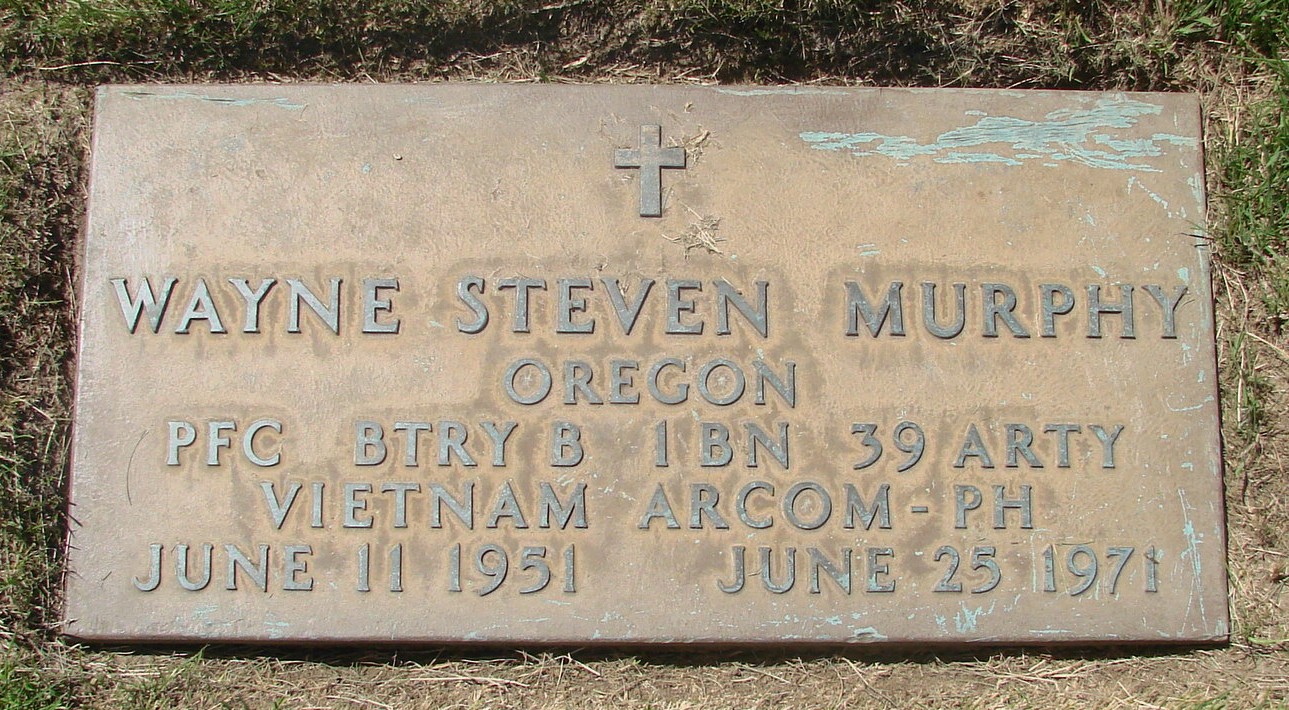 WAYNE STEVEN MURPHY
OREGON
PFC BTRY B 1 BN 39 ARTY
VIETNAM ARCOM-PH
JUNE 11 1951 JUNE 25 1971